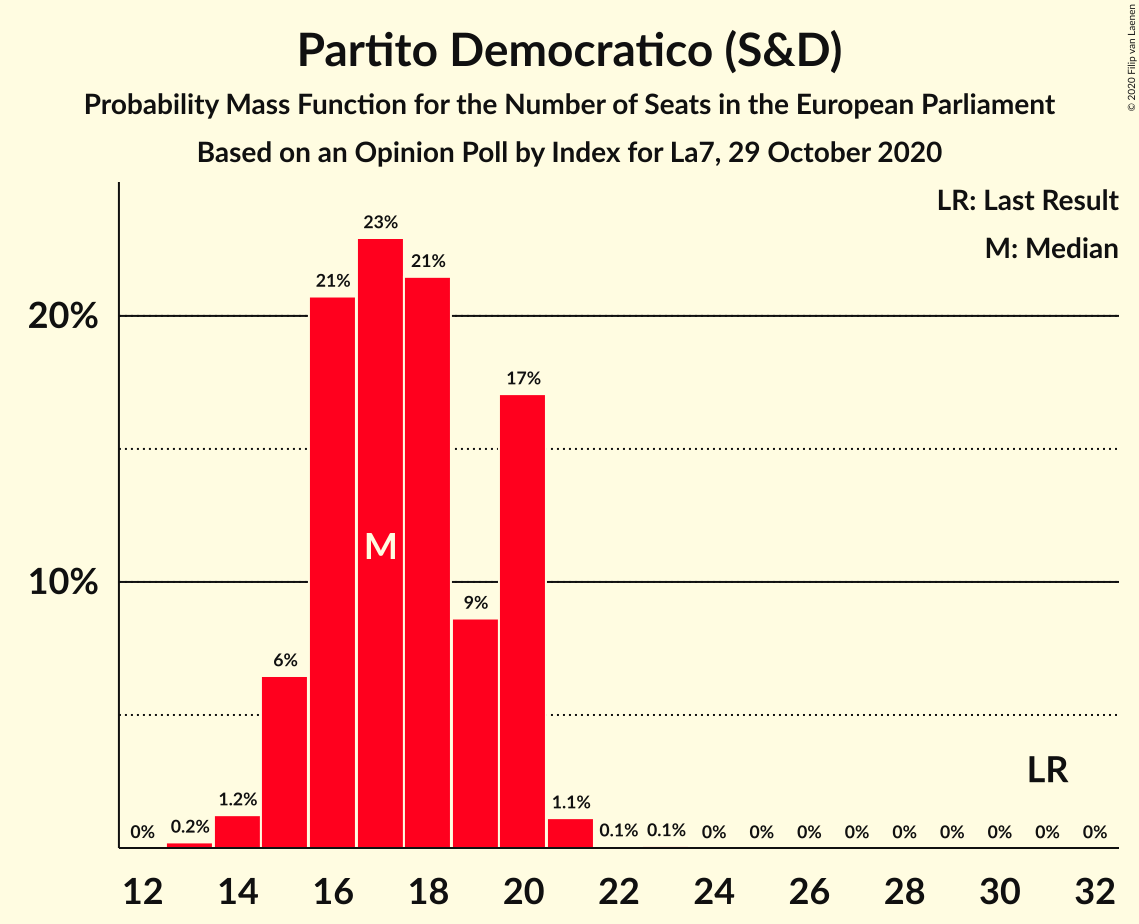 Partito Democratico (S&D)
Probability Mass Function for the Number of Seats in the European Parliament
Based on an Opinion Poll by Index for La7, 29 October 2020
© 2020 Filip van Laenen
LR: Last Result
M: Median
20%
10%
0%
0.2%
1.2%
6%
21%
23%
21%
9%
17%
1.1%
0.1%
0.1%
0%
0%
0%
0%
0%
0%
0%
0%
0%
M
LR
12 14 16 18 20 22 24 26 28 30 32